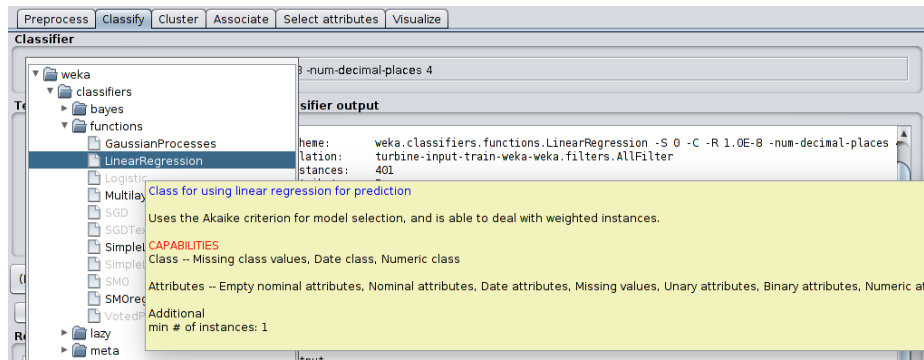 Preprocess Classify Cluster Associate Select attributes Visualize
Classifier
-num-decimal-places 4
weka
classifiers
bayes
functions
GaussianProcesses
LinearRegression
Logistic
Multilay
SGD
SGDTex
SimpleL
SimpleL
SMO
SMOreg
VotedP
lazy
meta
sifier output
heme: weka.classifiers.functions.LinearRegression -S 0 -C -R 1.0E-8 -num-decimal-places
lation: turbine-input-train-weka-weka.filters.AllFilter
stances: 401
Class for using linear regression for prediction
Uses the Akaike criterion for model selection, and is able to deal with weighted instances.
CAPABILITIES
Class -- Missing class values, Date class, Numeric class
Attributes -- Empty nominal attributes, Nominal attributes, Date attributes, Missing values, Unary attributes, Binary attributes, Numeric at
Additional
min # of instances: 1